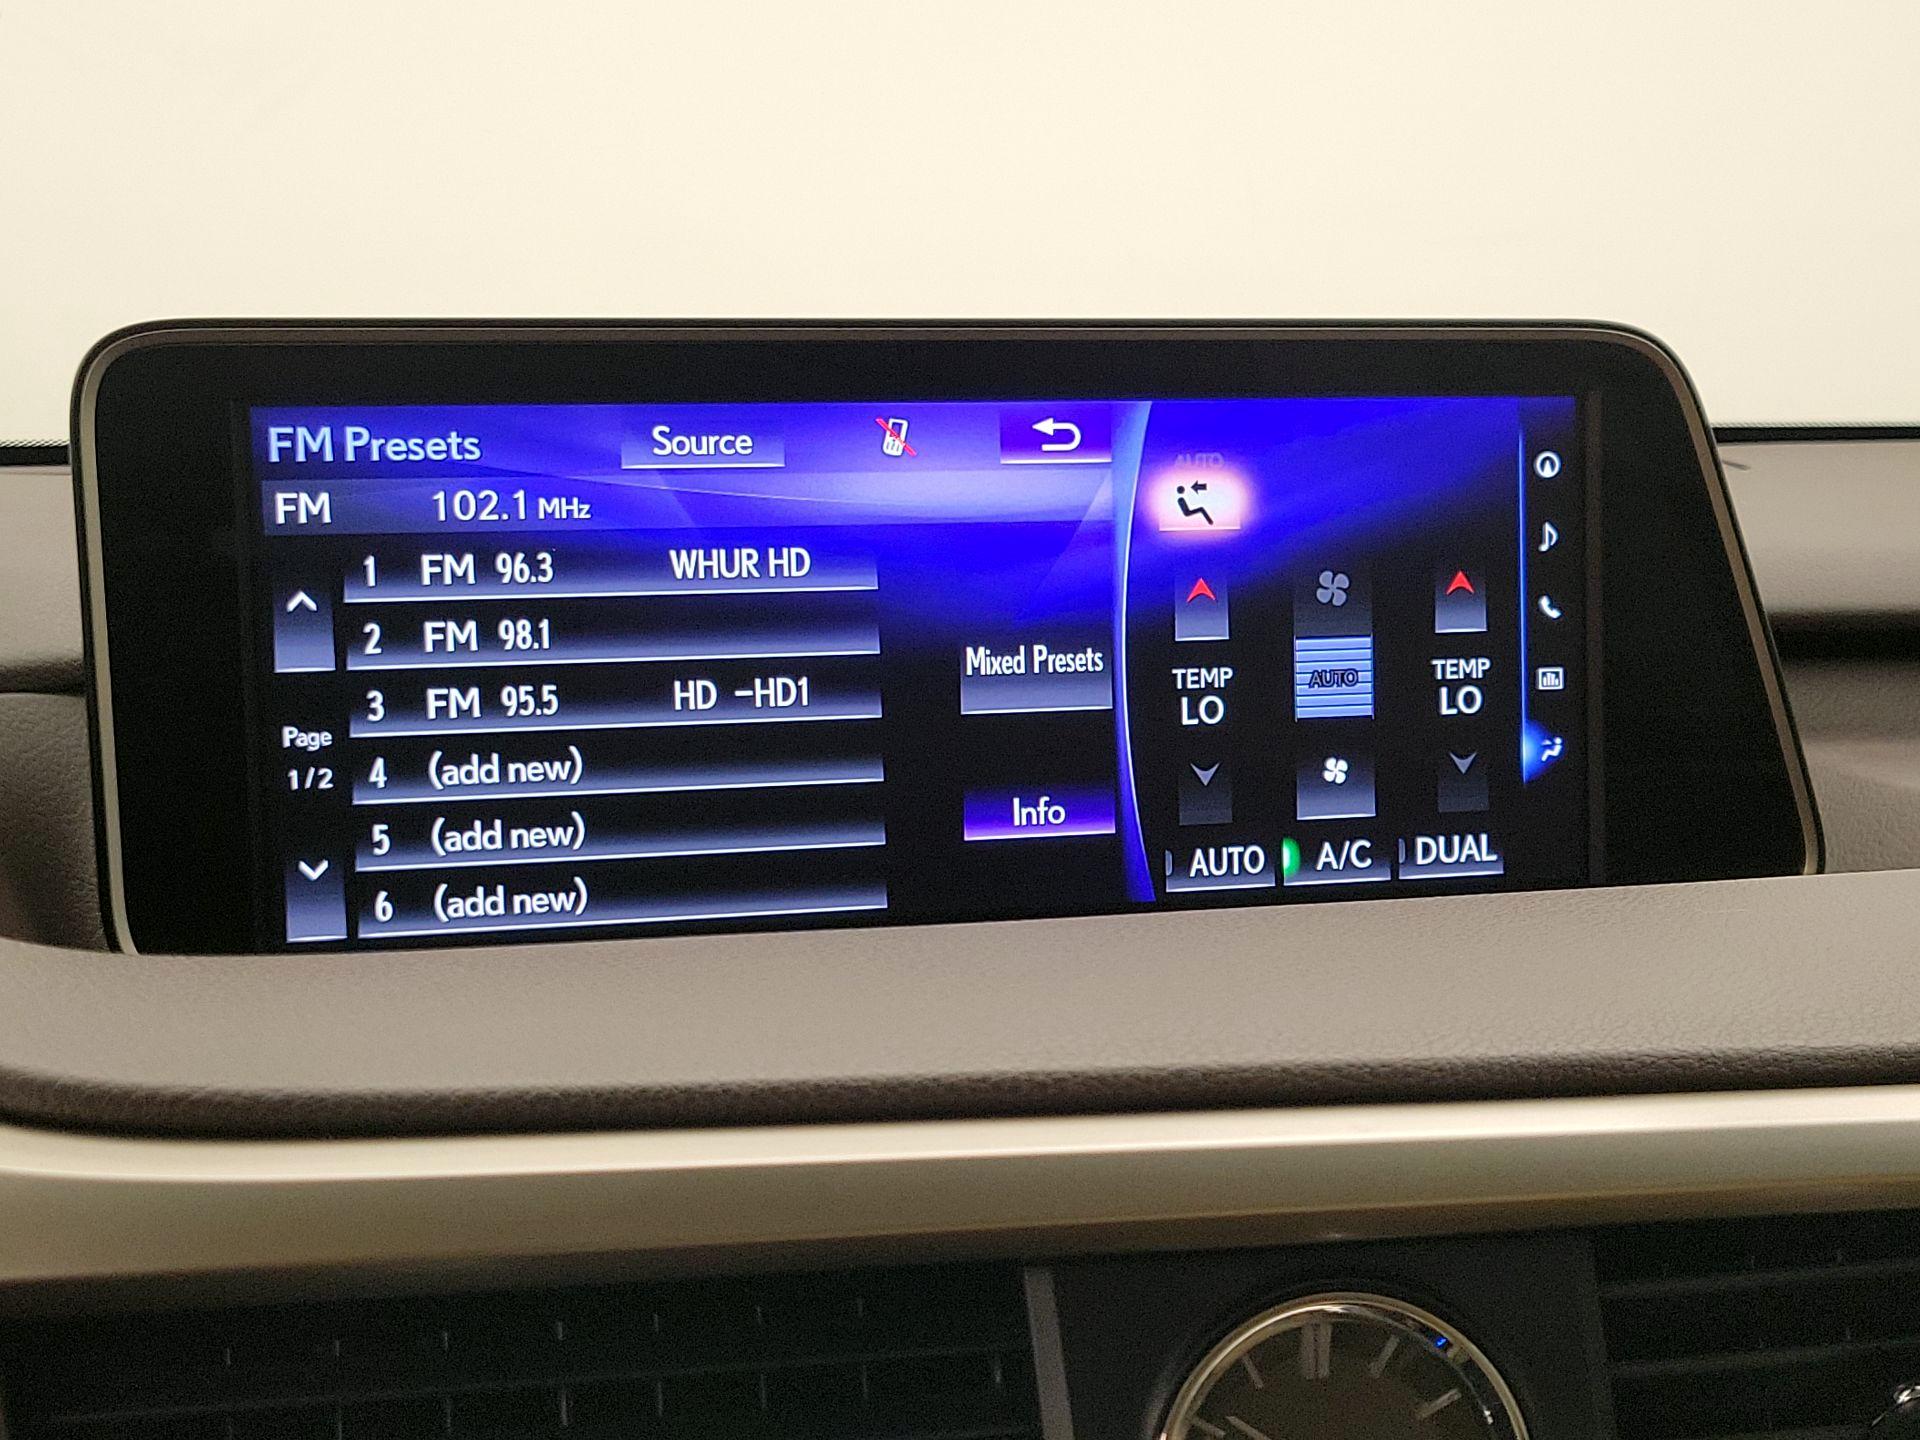 FM Presets
Source
FM 102.1 MHz
1 FM 96.3 WHUR HD
2 FM 98.1
3 FM 95.5 HD -HD1
4 (add new)
5 (add new)
6 (add new)
Page
1/2
Mixed Presets
Info
AUTO
TEMP
LO
AUTO
TEMP
LO
AUTO
A/C
DUAL